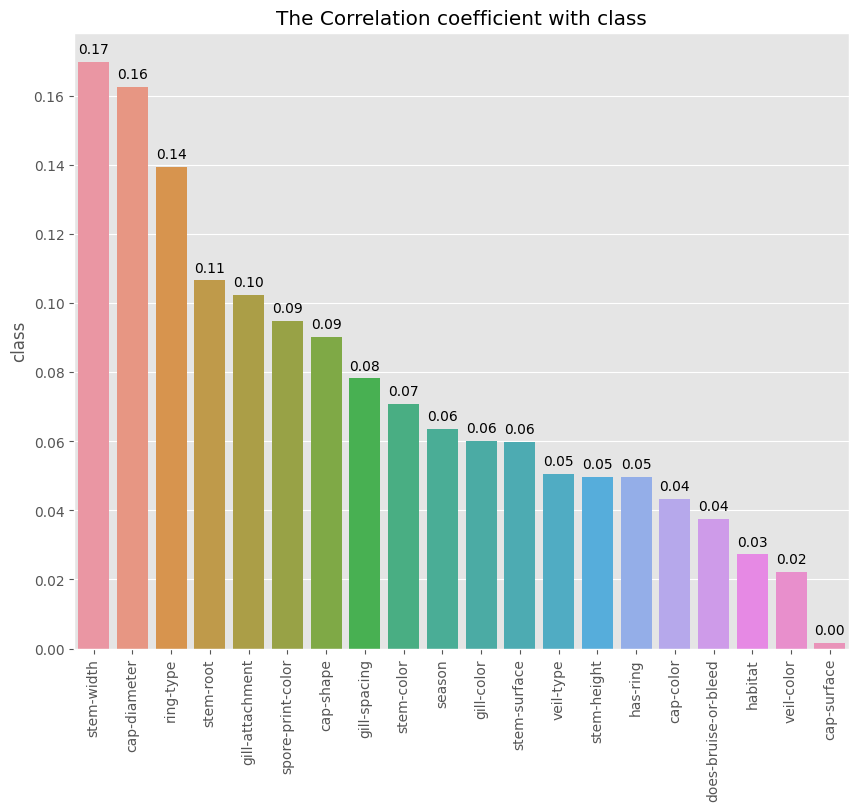 The Correlation coefficient with class
0.17
0.16
0.14
0.11
0.10
0.09
0.09
0.08
0.07
0.06
0.06
0.06
0.05
0.05
0.05
0.04
0.04
0.03
0.02
0.00
class
0.16
0.14
0.12
0.10
0.08
0.06
0.04
0.02
0.00
stem-width
cap-diameter
ring-type
stem-root
gill-attachment
spore-print-color
cap-shape
gill-spacing
stem-color
season
gill-color
stem-surface
veil-type
stem-height
has-ring
cap-color
does-bruise-or-bleed
habitat
veil-color
cap-surface